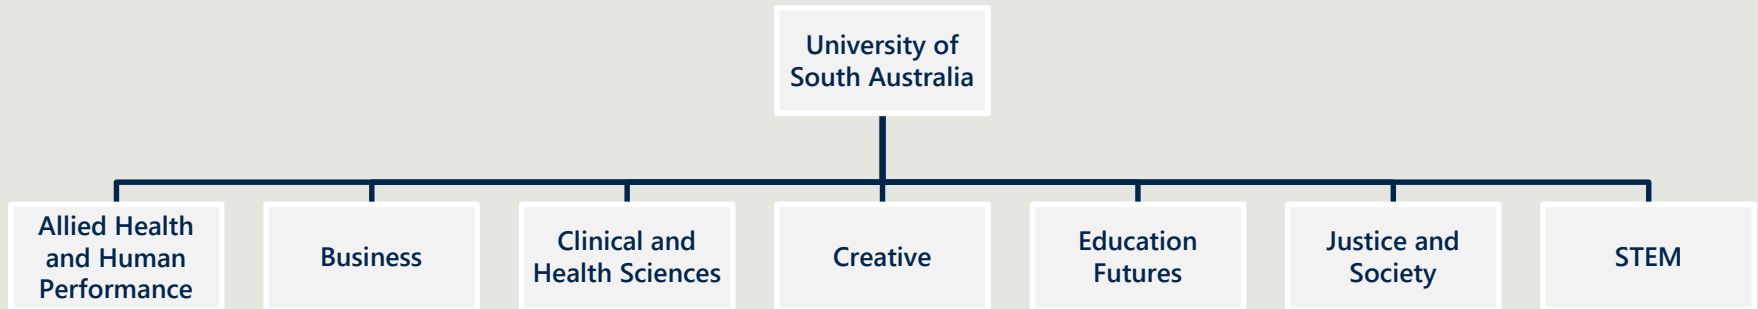 University of
South Australia
Allied Health
and Human
Performance
Business
Clinical and
Health Sciences
Creative
Education
Futures
Justice and
Society
STEM